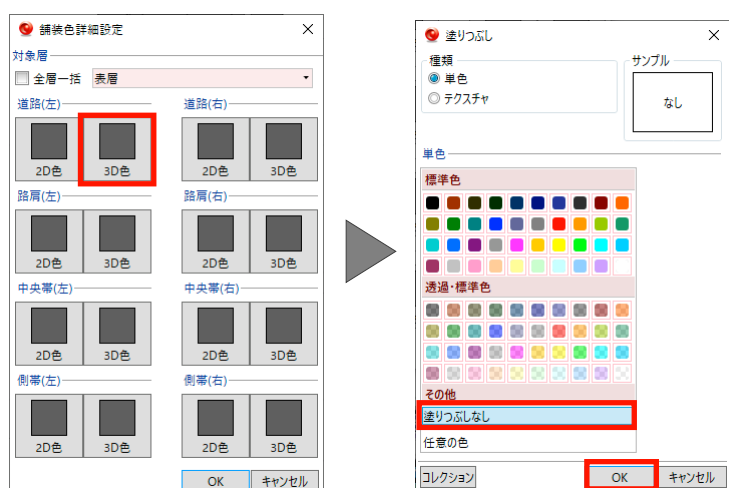 舗装色詳細設定
対象層
全層一括 表層
道路(左) 道路(右)
2D色 3D色 2D色 3D色
路肩(左) 路肩(右)
2D色 3D色 2D色 3D色
中央帯(左) 中央帯(右)
2D色 3D色 2D色 3D色
側帯(左) 側帯(右)
2D色 3D色 2D色 3D色
OK キャンセル
塗りつぶし
種類 サンプル
単色
テクスチャ
なし
単色
標準色
透過・標準色
その他
塗りつぶしなし
任意の色
コレクション OK キャンセル